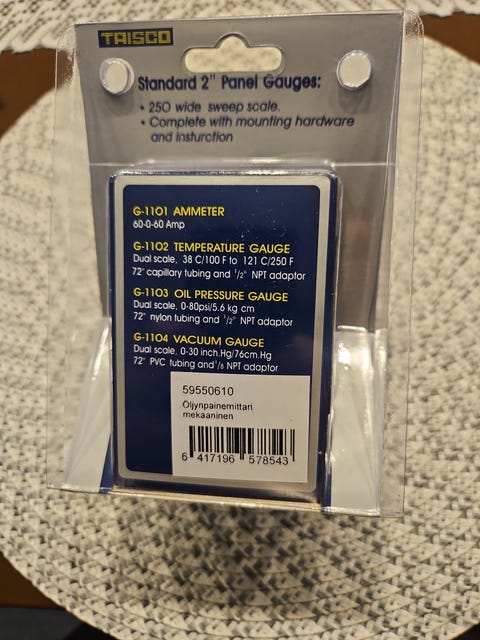 TRISCO
Standard 2" Panel Gauges:
• 250 wide sweep scale.
• Complete with mounting hardware
and insturction
G-1101 AMMETER
60-0-60 Amp
G-1102 TEMPERATURE GAUGE
Dual scale, 38 C/100 F to 121 C/250 F
72" capillary tubing and 1/2" NPT adaptor
G-1103 OIL PRESSURE GAUGE
Dual scale, 0-80psi/5.6 kg cm
72" nylon tubing and 1/2" NPT adaptor
G-1104 VACUUM GAUGE
Dual scale, 0-30 inch.Hg/76cm.Hg
72" PVC tubing and 1/8 NPT adaptor
59550610
Öljynpainemittari
mekaaninen
6 417196 578543